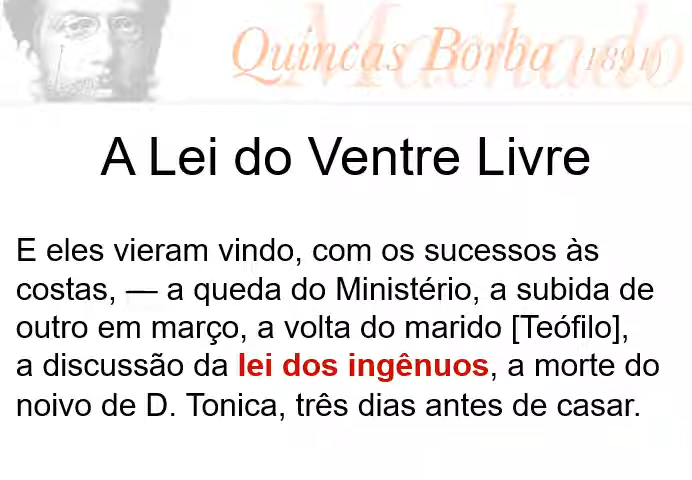 Machado
Quincas Borba (1891)
A Lei do Ventre Livre
E eles vieram vindo, com os sucessos às
costas, — a queda do Ministério, a subida de
outro em março, a volta do marido [Teófilo],
a discussão da lei dos ingênuos, a morte do
noivo de D. Tonica, três dias antes de casar.